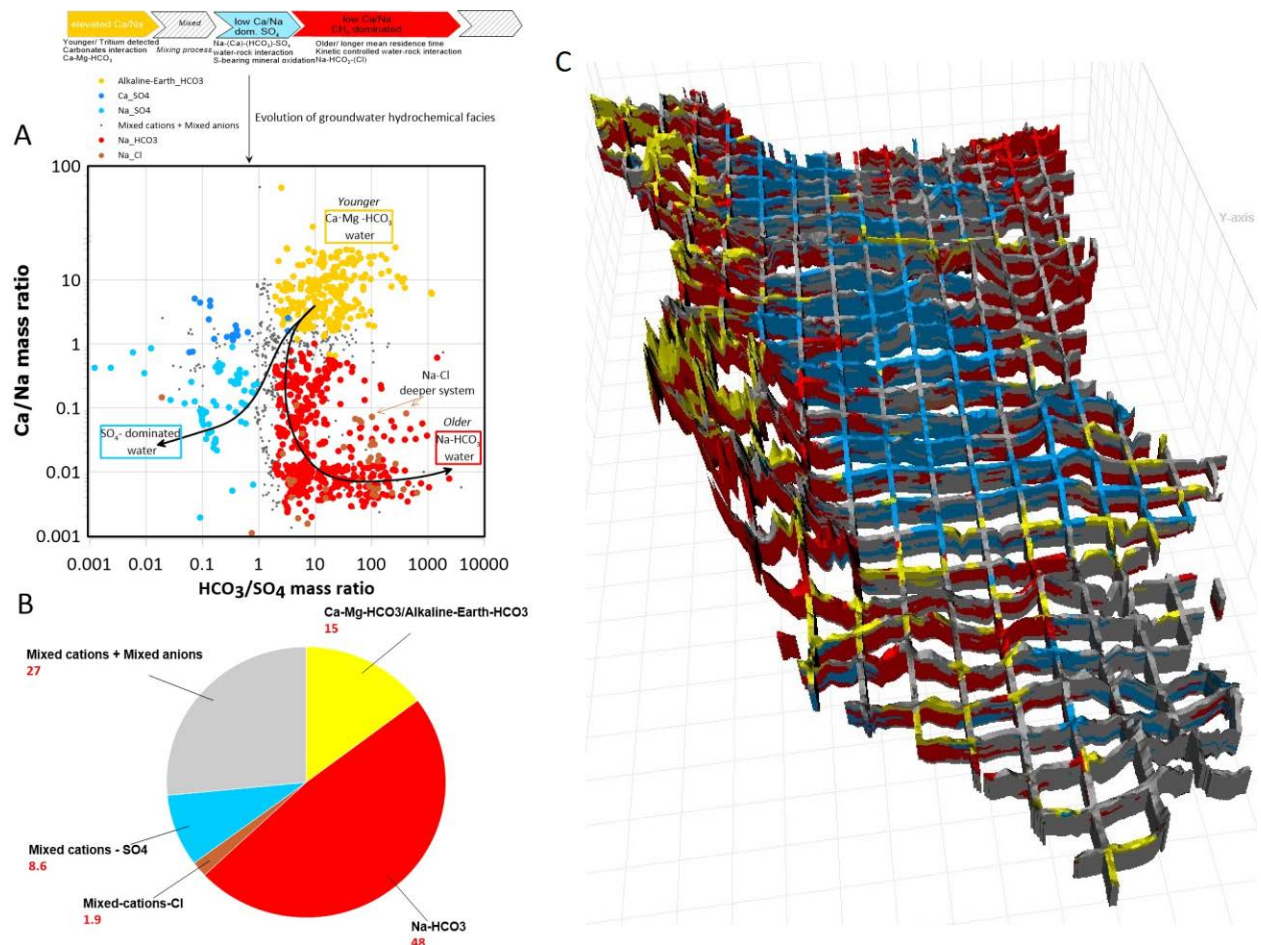 elevated Ca/Na
Mixed
low Ca/Na
dom. SO₄
low Ca/Na
CH₄ dominated
Younger/ Tritium detected
Carbonates interaction
Ca-Mg-HCO₃
Mixing process
Na-(Ca)-(HCO₃)-SO₄
water-rock interaction
S-bearing mineral oxidation
Older/ longer mean residence time
Kinetic controlled water-rock interaction
Na-HCO₃-(Cl)
Alkaline-Earth_HCO3
Ca_SO4
Na_SO4
Mixed cations + Mixed anions
Na_HCO3
Na_Cl
Evolution of groundwater hydrochemical facies
A
100
10
1
0.1
0.01
0.001
Ca/Na mass ratio
Younger
Ca-Mg -HCO₃
water
Na-Cl
deeper system
SO₄- dominated
water
Older
Na-HCO₃
water
0.001 0.01 0.1 1 10 100 1000 10000
HCO₃/SO₄ mass ratio
B
Ca-Mg-HCO3/Alkaline-Earth-HCO3
15
Mixed cations + Mixed anions
27
Mixed cations - SO4
8.6
Mixed-cations-Cl
1.9
Na-HCO3
48
C
Y-axis